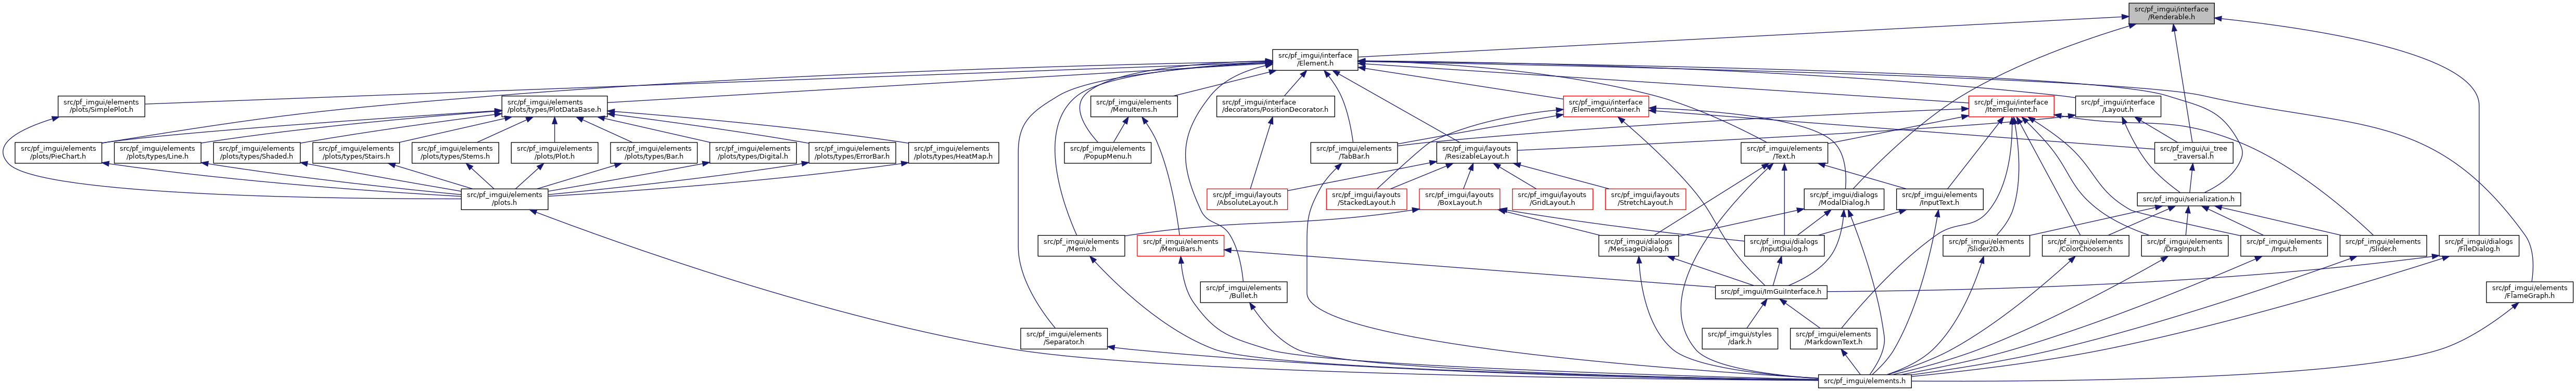 src/pf_imgui/interface
/Renderable.h
src/pf_imgui/interface
/Element.h
src/pf_imgui/elements
/plots/SimplePlot.h
src/pf_imgui/elements
/plots/types/PlotDataBase.h
src/pf_imgui/elements
/MenuItems.h
src/pf_imgui/interface
/decorators/PositionDecorator.h
src/pf_imgui/interface
/ElementContainer.h
src/pf_imgui/interface
/ItemElement.h
src/pf_imgui/interface
/Layout.h
src/pf_imgui/elements
/plots/PieChart.h
src/pf_imgui/elements
/plots/types/Line.h
src/pf_imgui/elements
/plots/types/Shaded.h
src/pf_imgui/elements
/plots/types/Stairs.h
src/pf_imgui/elements
/plots/types/Stems.h
src/pf_imgui/elements
/plots/Plot.h
src/pf_imgui/elements
/plots/types/Bar.h
src/pf_imgui/elements
/plots/types/Digital.h
src/pf_imgui/elements
/plots/types/ErrorBar.h
src/pf_imgui/elements
/plots/types/HeatMap.h
src/pf_imgui/elements
/PopupMenu.h
src/pf_imgui/elements
/TabBar.h
src/pf_imgui/layouts
/ResizableLayout.h
src/pf_imgui/elements
/Text.h
src/pf_imgui/ui_tree
_traversal.h
src/pf_imgui/elements
/plots.h
src/pf_imgui/layouts
/AbsoluteLayout.h
src/pf_imgui/layouts
/StackedLayout.h
src/pf_imgui/layouts
/BoxLayout.h
src/pf_imgui/layouts
/GridLayout.h
src/pf_imgui/layouts
/StretchLayout.h
src/pf_imgui/dialogs
/ModalDialog.h
src/pf_imgui/elements
/InputText.h
src/pf_imgui/serialization.h
src/pf_imgui/elements
/Memo.h
src/pf_imgui/elements
/MenuBars.h
src/pf_imgui/dialogs
/MessageDialog.h
src/pf_imgui/dialogs
/InputDialog.h
src/pf_imgui/elements
/Slider2D.h
src/pf_imgui/elements
/ColorChooser.h
src/pf_imgui/elements
/DragInput.h
src/pf_imgui/elements
/Input.h
src/pf_imgui/elements
/Slider.h
src/pf_imgui/dialogs
/FileDialog.h
src/pf_imgui/elements
/Bullet.h
src/pf_imgui/ImGuiInterface.h
src/pf_imgui/elements
/FlameGraph.h
src/pf_imgui/elements
/Separator.h
src/pf_imgui/styles
/dark.h
src/pf_imgui/elements
/MarkdownText.h
src/pf_imgui/elements.h